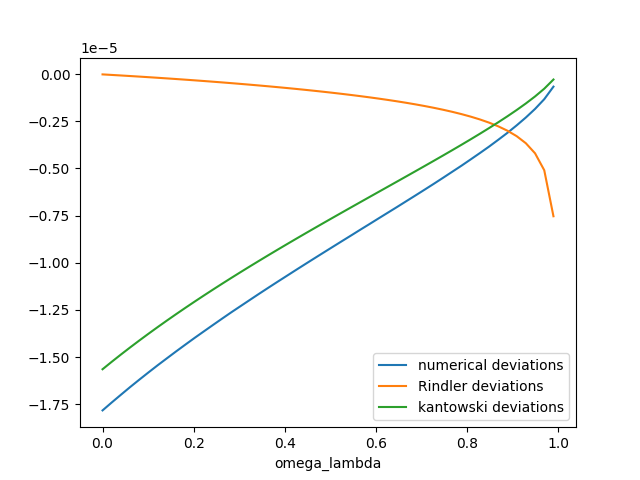 1e−5
0.00
−0.25
−0.50
−0.75
−1.00
−1.25
−1.50
−1.75
numerical deviations
Rindler deviations
kantowski deviations
0.0 0.2 0.4 0.6 0.8 1.0
omega_lambda